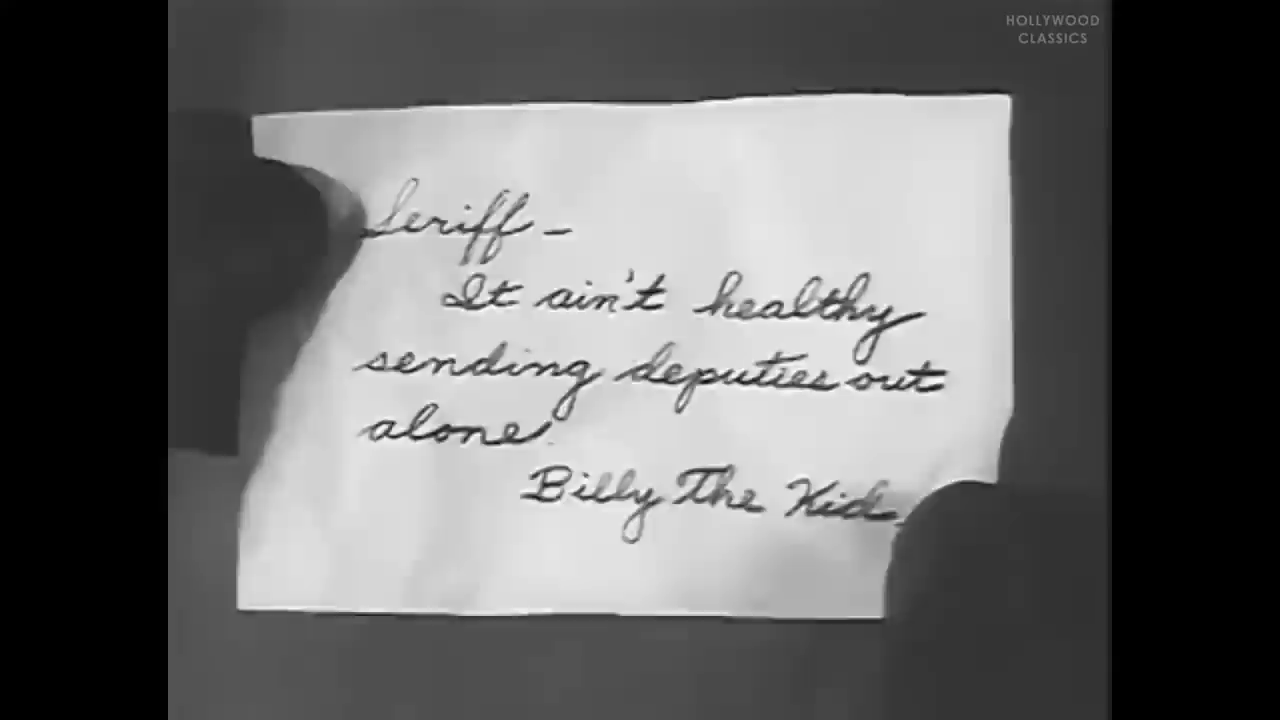 HOLLYWOOD
CLASSICS
Seriff -
It ain't healthy
sending deputies out
alone.
Billy The Kid.